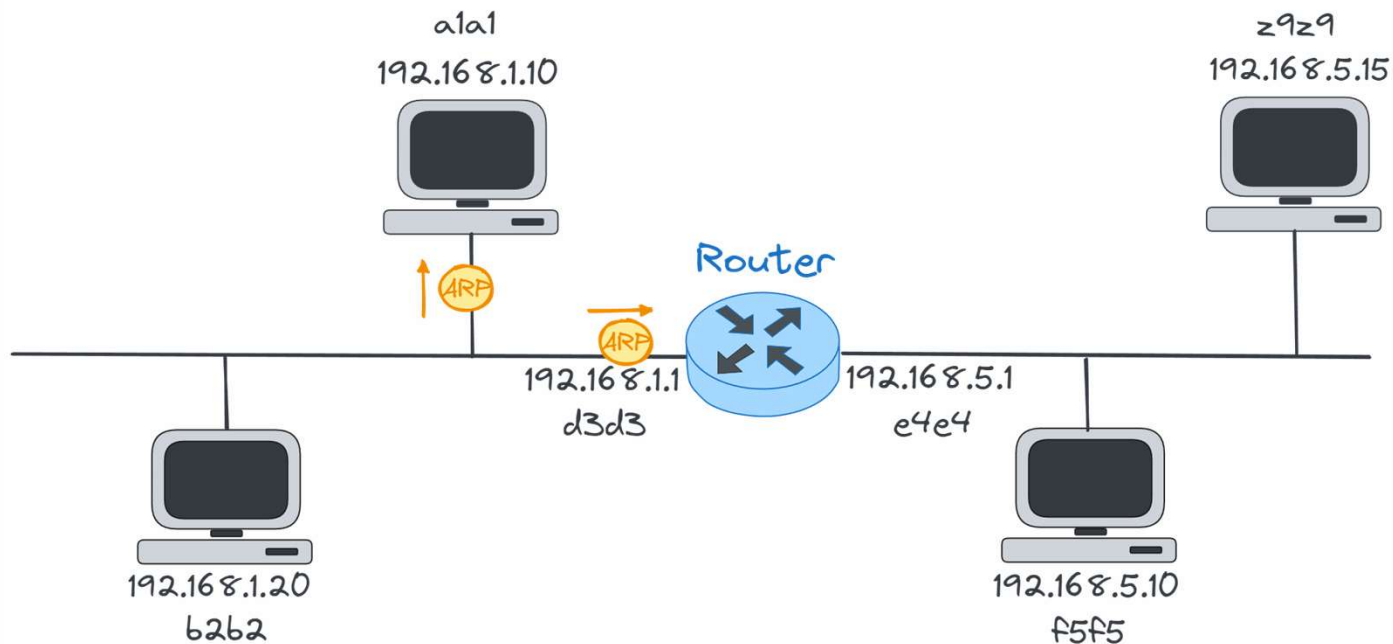 a1a1
192.168.1.10
z9z9
192.168.5.15
ARP
Router
ARP
192.168.1.1
d3d3
192.168.5.1
e4e4
192.168.1.20
b2b2
192.168.5.10
f5f5